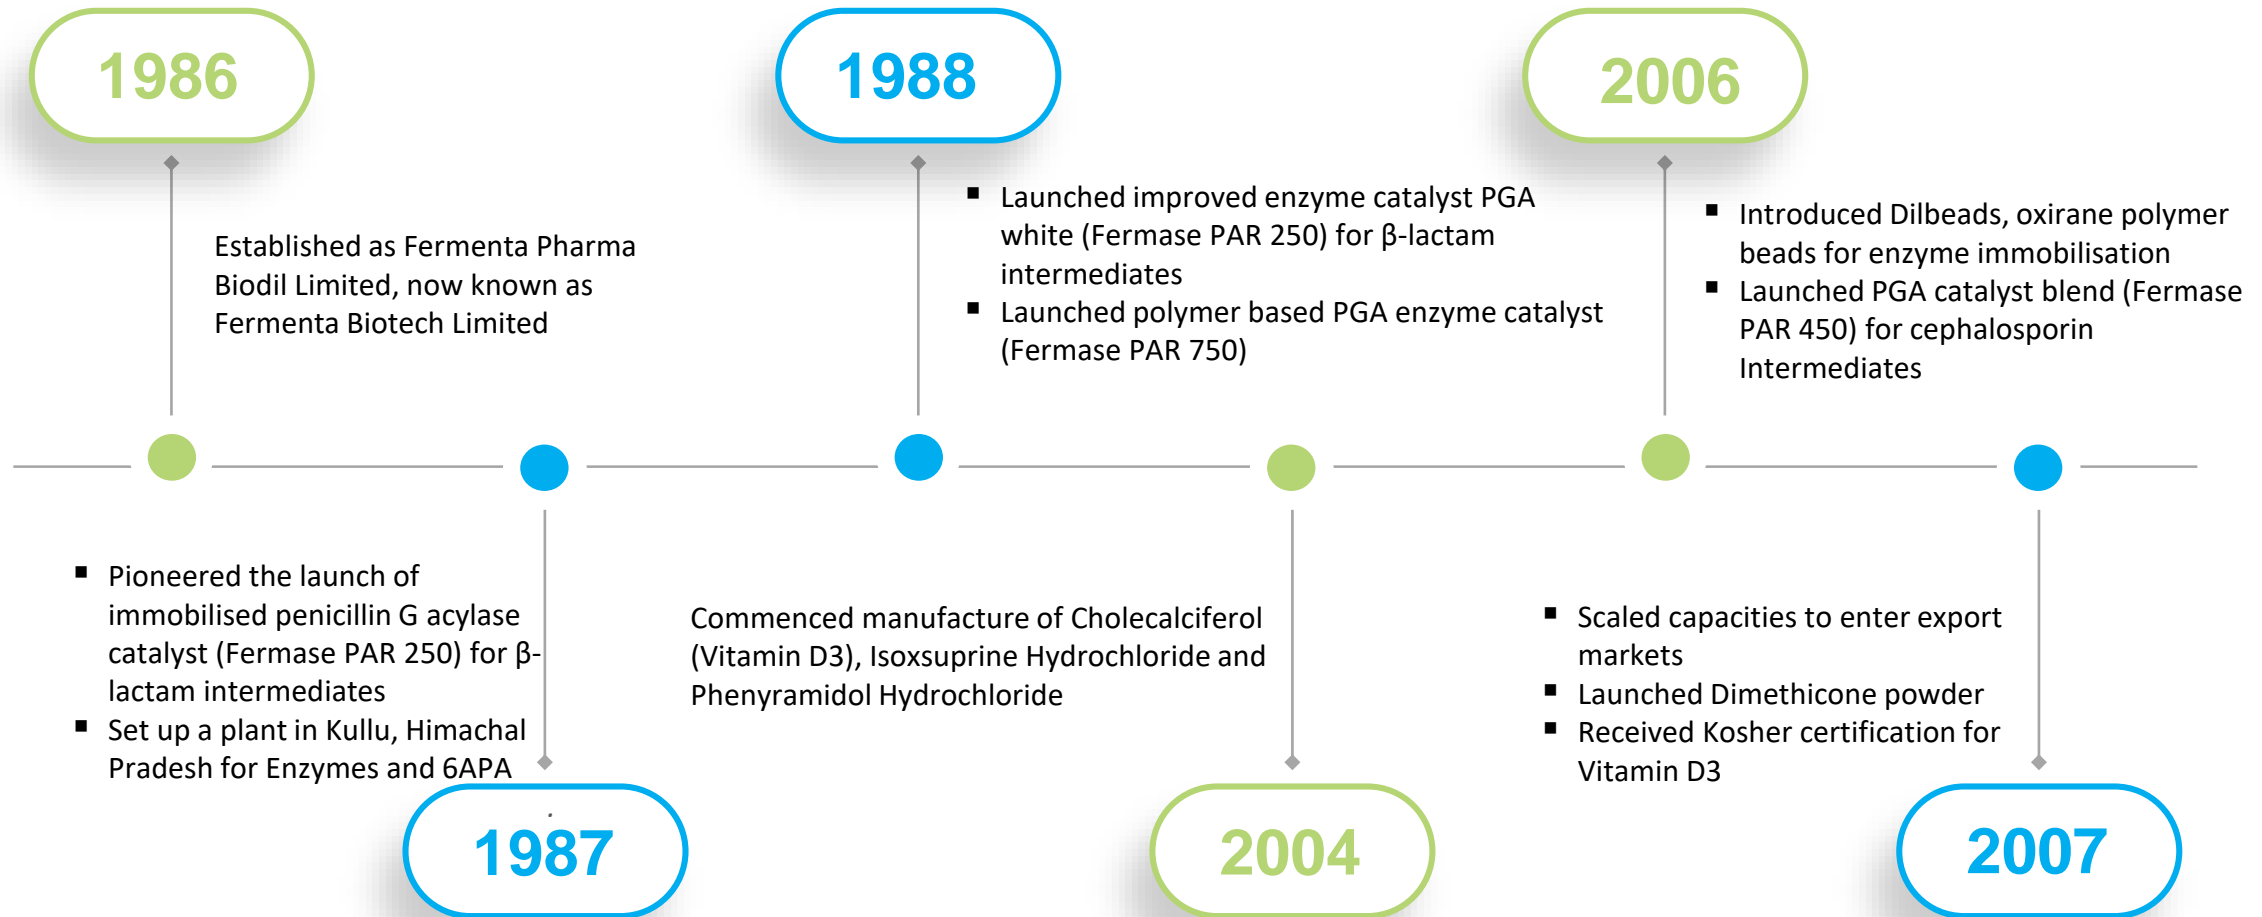 1986
Established as Fermenta Pharma
Biodil Limited, now known as
Fermenta Biotech Limited
▪ Pioneered the launch of
immobilised penicillin G acylase
catalyst (Fermase PAR 250) for β-
lactam intermediates
▪ Set up a plant in Kullu, Himachal
Pradesh for Enzymes and 6APA
.
1987
1988
▪ Launched improved enzyme catalyst PGA
white (Fermase PAR 250) for β-lactam
intermediates
▪ Launched polymer based PGA enzyme catalyst
(Fermase PAR 750)
Commenced manufacture of Cholecalciferol
(Vitamin D3), Isoxsuprine Hydrochloride and
Phenyramidol Hydrochloride
2004
2006
▪ Introduced Dilbeads, oxirane polymer
beads for enzyme immobilisation
▪ Launched PGA catalyst blend (Fermase
PAR 450) for cephalosporin
Intermediates
▪ Scaled capacities to enter export
markets
▪ Launched Dimethicone powder
▪ Received Kosher certification for
Vitamin D3
2007